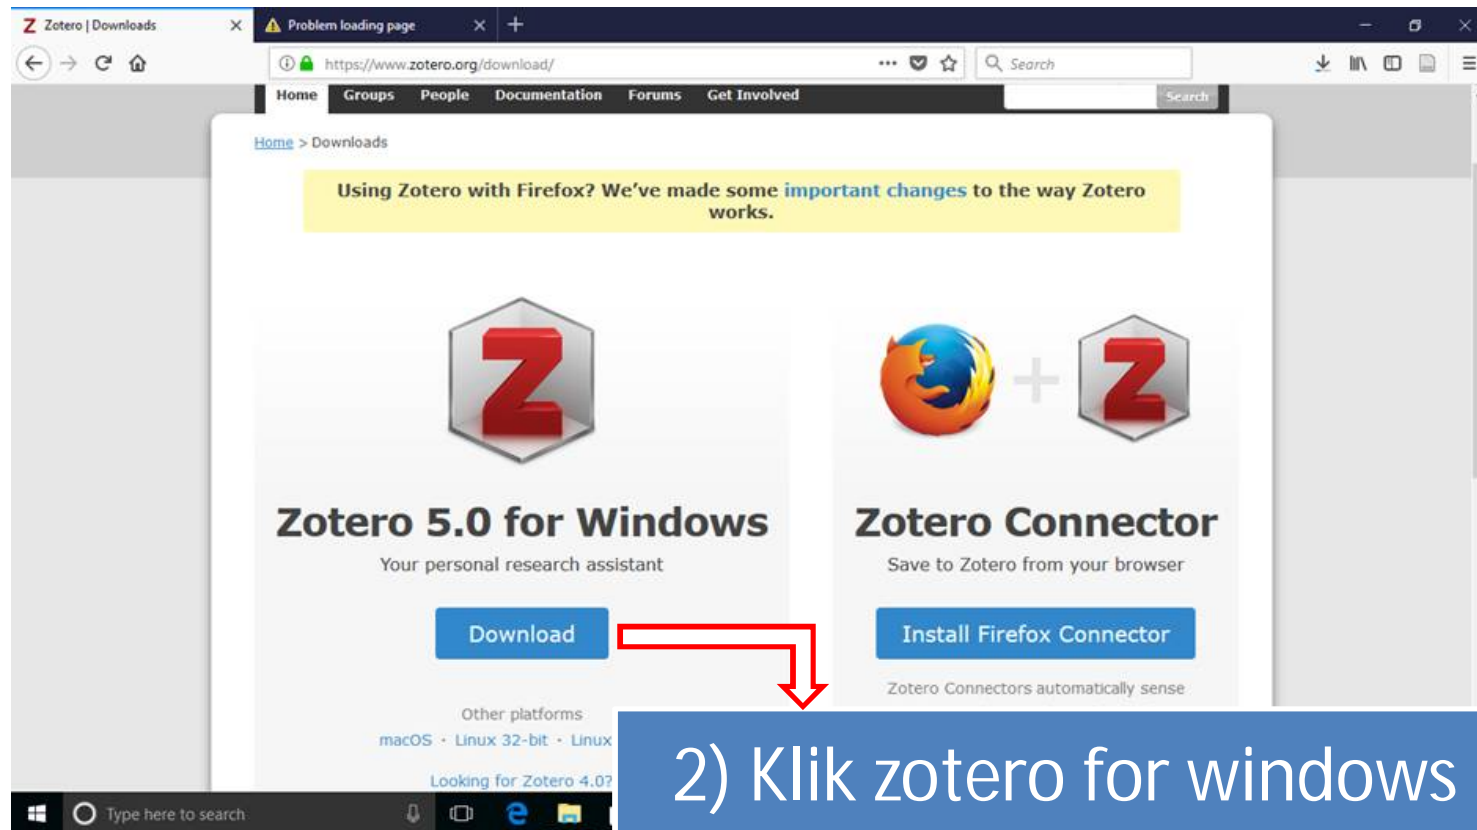 Zotero | Downloads
Problem loading page
https://www.zotero.org/download/
Search
Home Groups People Documentation Forums Get Involved
Search
Home > Downloads
Using Zotero with Firefox? We've made some important changes to the way Zotero
works.
Zotero 5.0 for Windows
Your personal research assistant
Download
Other platforms
macOS · Linux 32-bit · Linux
Looking for Zotero 4.0?
Zotero Connector
Save to Zotero from your browser
Install Firefox Connector
Zotero Connectors automatically sense
2) Klik zotero for windows
Type here to search